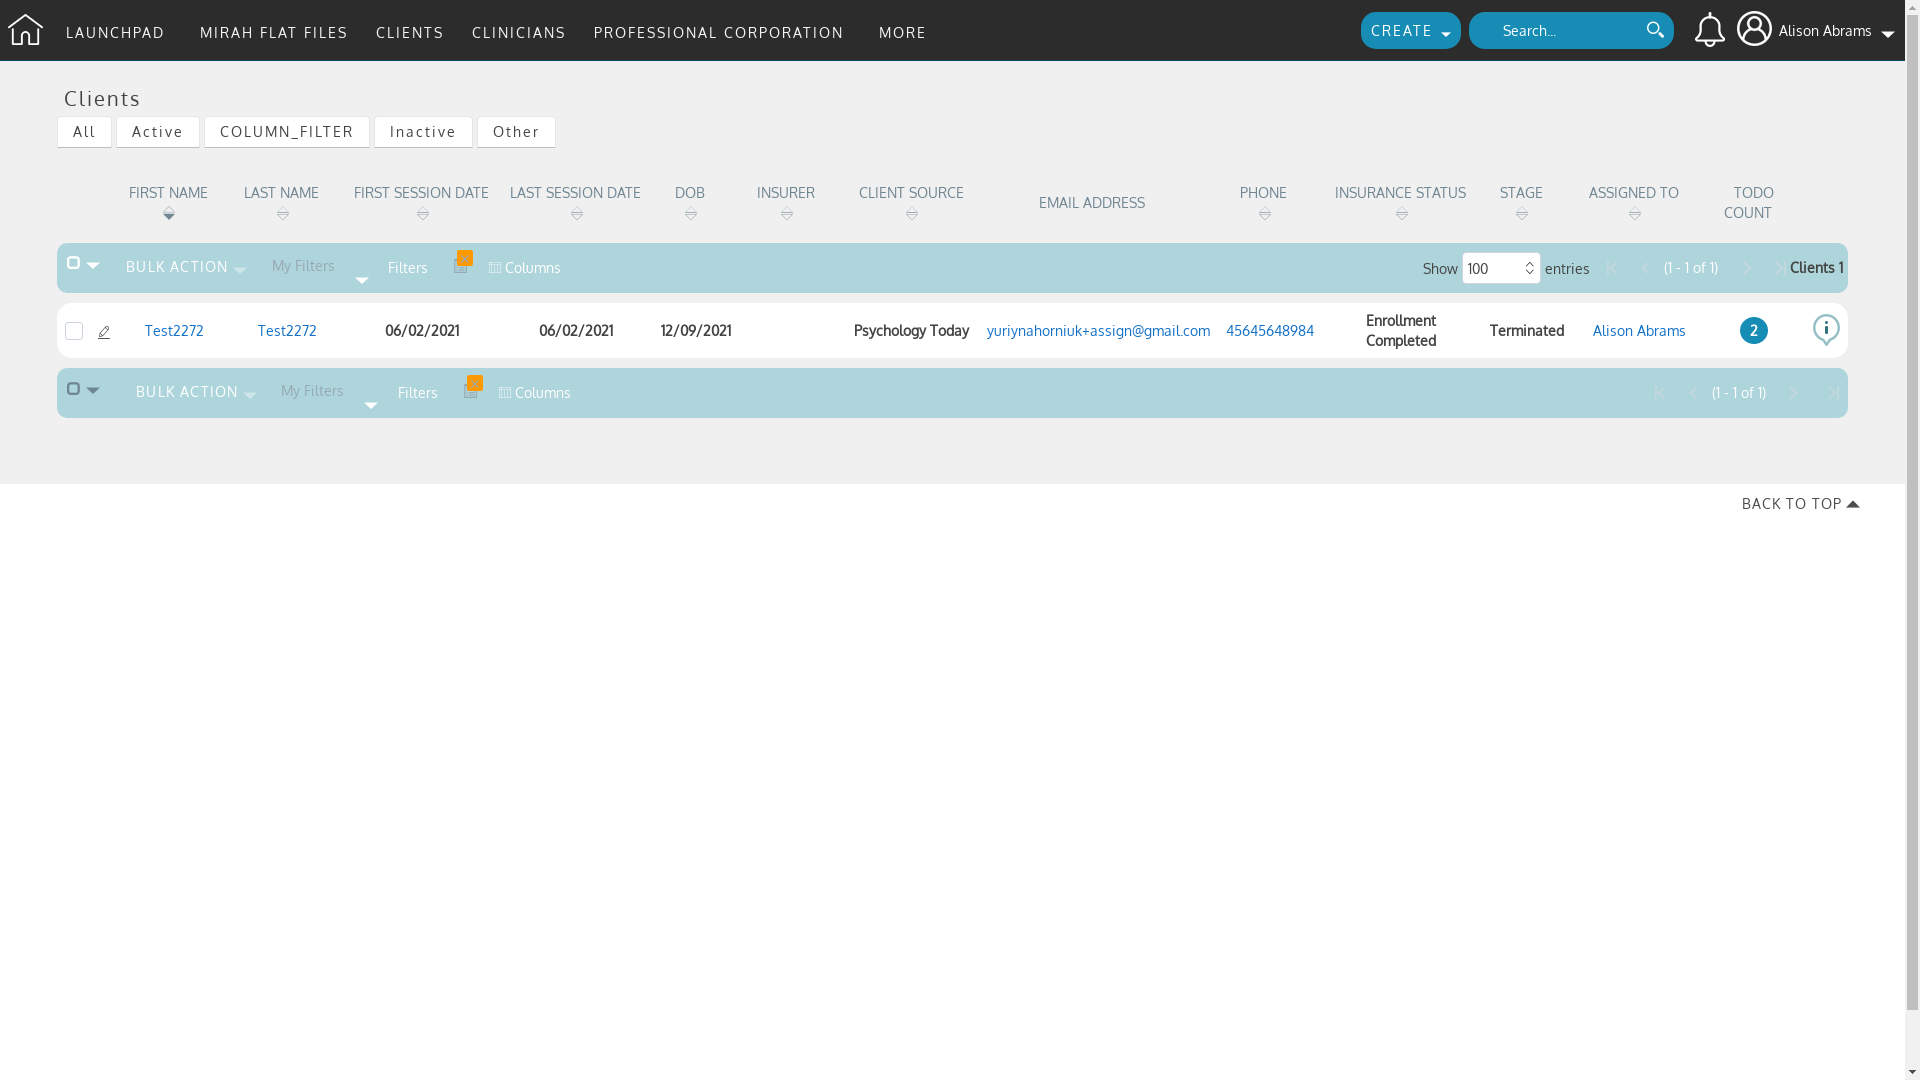 LAUNCHPAD MIRAH FLAT FILES CLIENTS CLINICIANS PROFESSIONAL CORPORATION MORE CREATE Search... Alison Abrams
Clients
All Active COLUMN_FILTER Inactive Other
FIRST NAME LAST NAME FIRST SESSION DATE LAST SESSION DATE DOB INSURER CLIENT SOURCE EMAIL ADDRESS PHONE INSURANCE STATUS STAGE ASSIGNED TO TODO
COUNT
BULK ACTION My Filters Filters Columns Show 100 entries (1 - 1 of 1) Clients 1
Test2272 Test2272 06/02/2021 06/02/2021 12/09/2021 Psychology Today yuriynahorniuk+assign@gmail.com 45645648984 Enrollment Terminated Alison Abrams 2
Completed
BULK ACTION My Filters Filters Columns (1 - 1 of 1)
BACK TO TOP